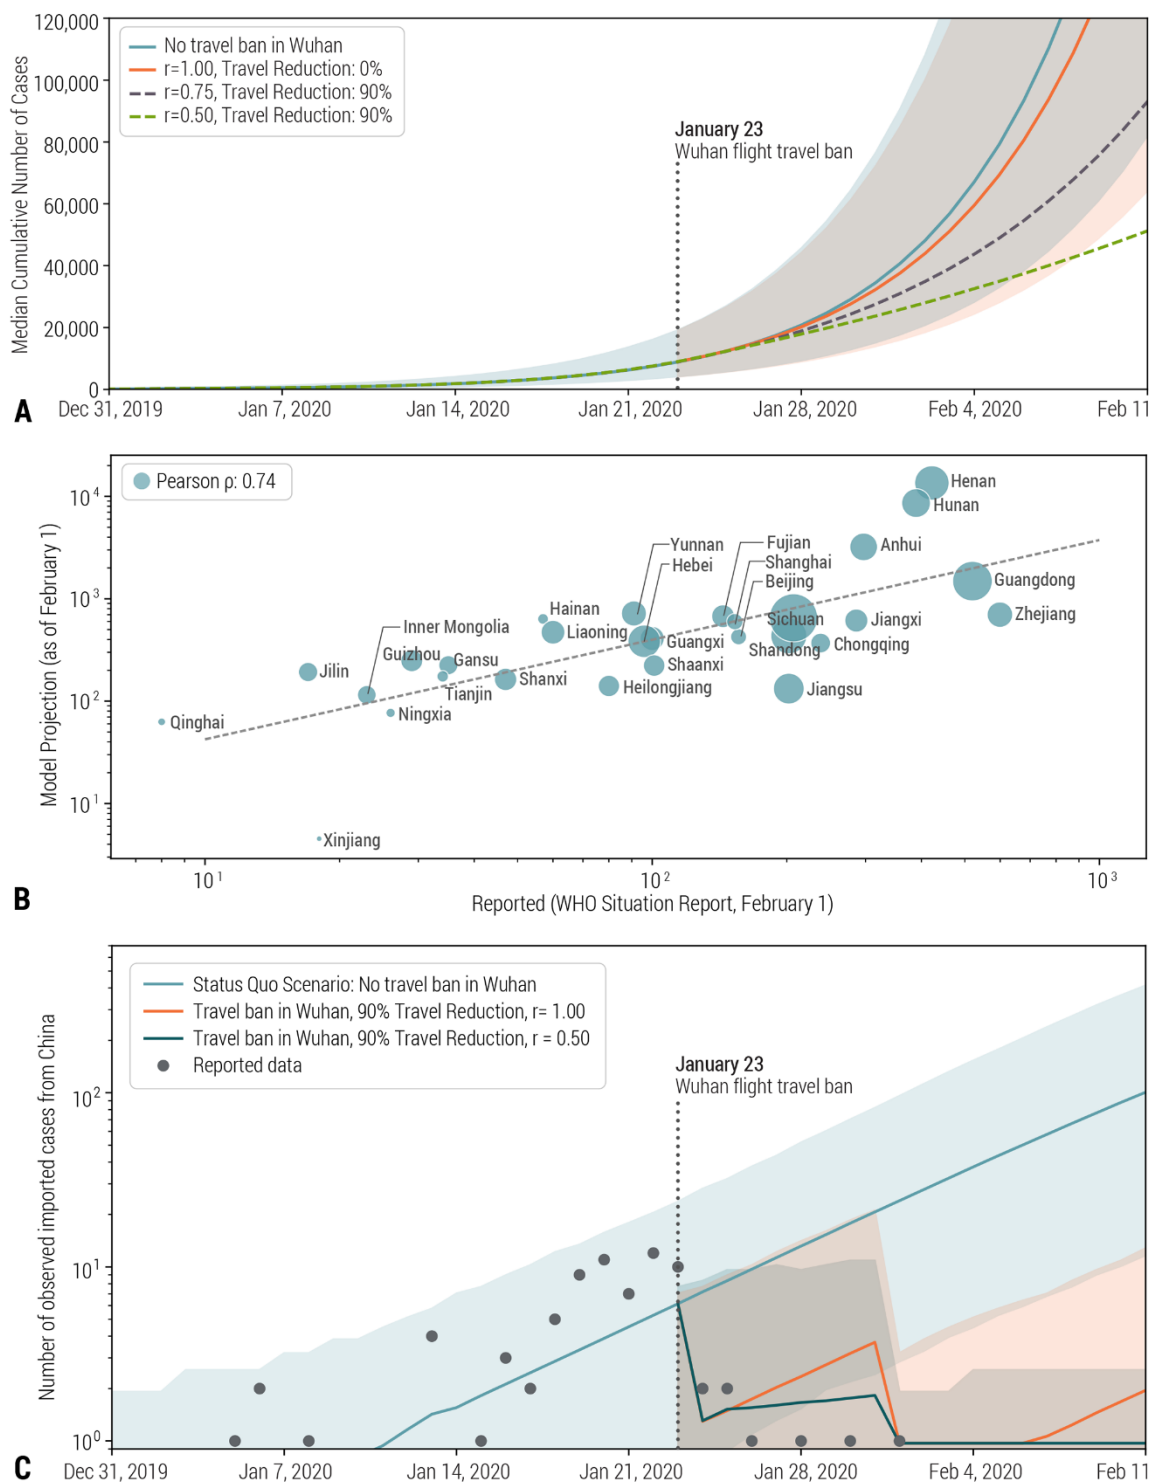 120,000
100,000
80,000
60,000
40,000
20,000
0
Median Cumulative Number of Cases
No travel ban in Wuhan
r=1.00, Travel Reduction: 0%
r=0.75, Travel Reduction: 90%
r=0.50, Travel Reduction: 90%
January 23
Wuhan flight travel ban
A
Dec 31, 2019
Jan 7, 2020
Jan 14, 2020
Jan 21, 2020
Jan 28, 2020
Feb 4, 2020
Feb 11
Pearson ρ: 0.74
10⁴
10³
10²
10¹
Model Projection (as of February 1)
Henan
Hunan
Yunnan
Fujian
Anhui
Hebei
Shanghai
Beijing
Guangdong
Hainan
Zhejiang
Inner Mongolia
Liaoning
Sichuan
Jiangxi
Guangxi
Chongqing
Guizhou
Gansu
Shandong
Jilin
Shanxi
Shaanxi
Tianjin
Heilongjiang
Jiangsu
Qinghai
Ningxia
Xinjiang
10¹
10²
10³
B
Reported (WHO Situation Report, February 1)
Status Quo Scenario: No travel ban in Wuhan
Travel ban in Wuhan, 90% Travel Reduction, r= 1.00
Travel ban in Wuhan, 90% Travel Reduction, r = 0.50
Reported data
January 23
Wuhan flight travel ban
10²
10¹
10⁰
Number of observed imported cases from China
C
Dec 31, 2019
Jan 7, 2020
Jan 14, 2020
Jan 21, 2020
Jan 28, 2020
Feb 4, 2020
Feb 11